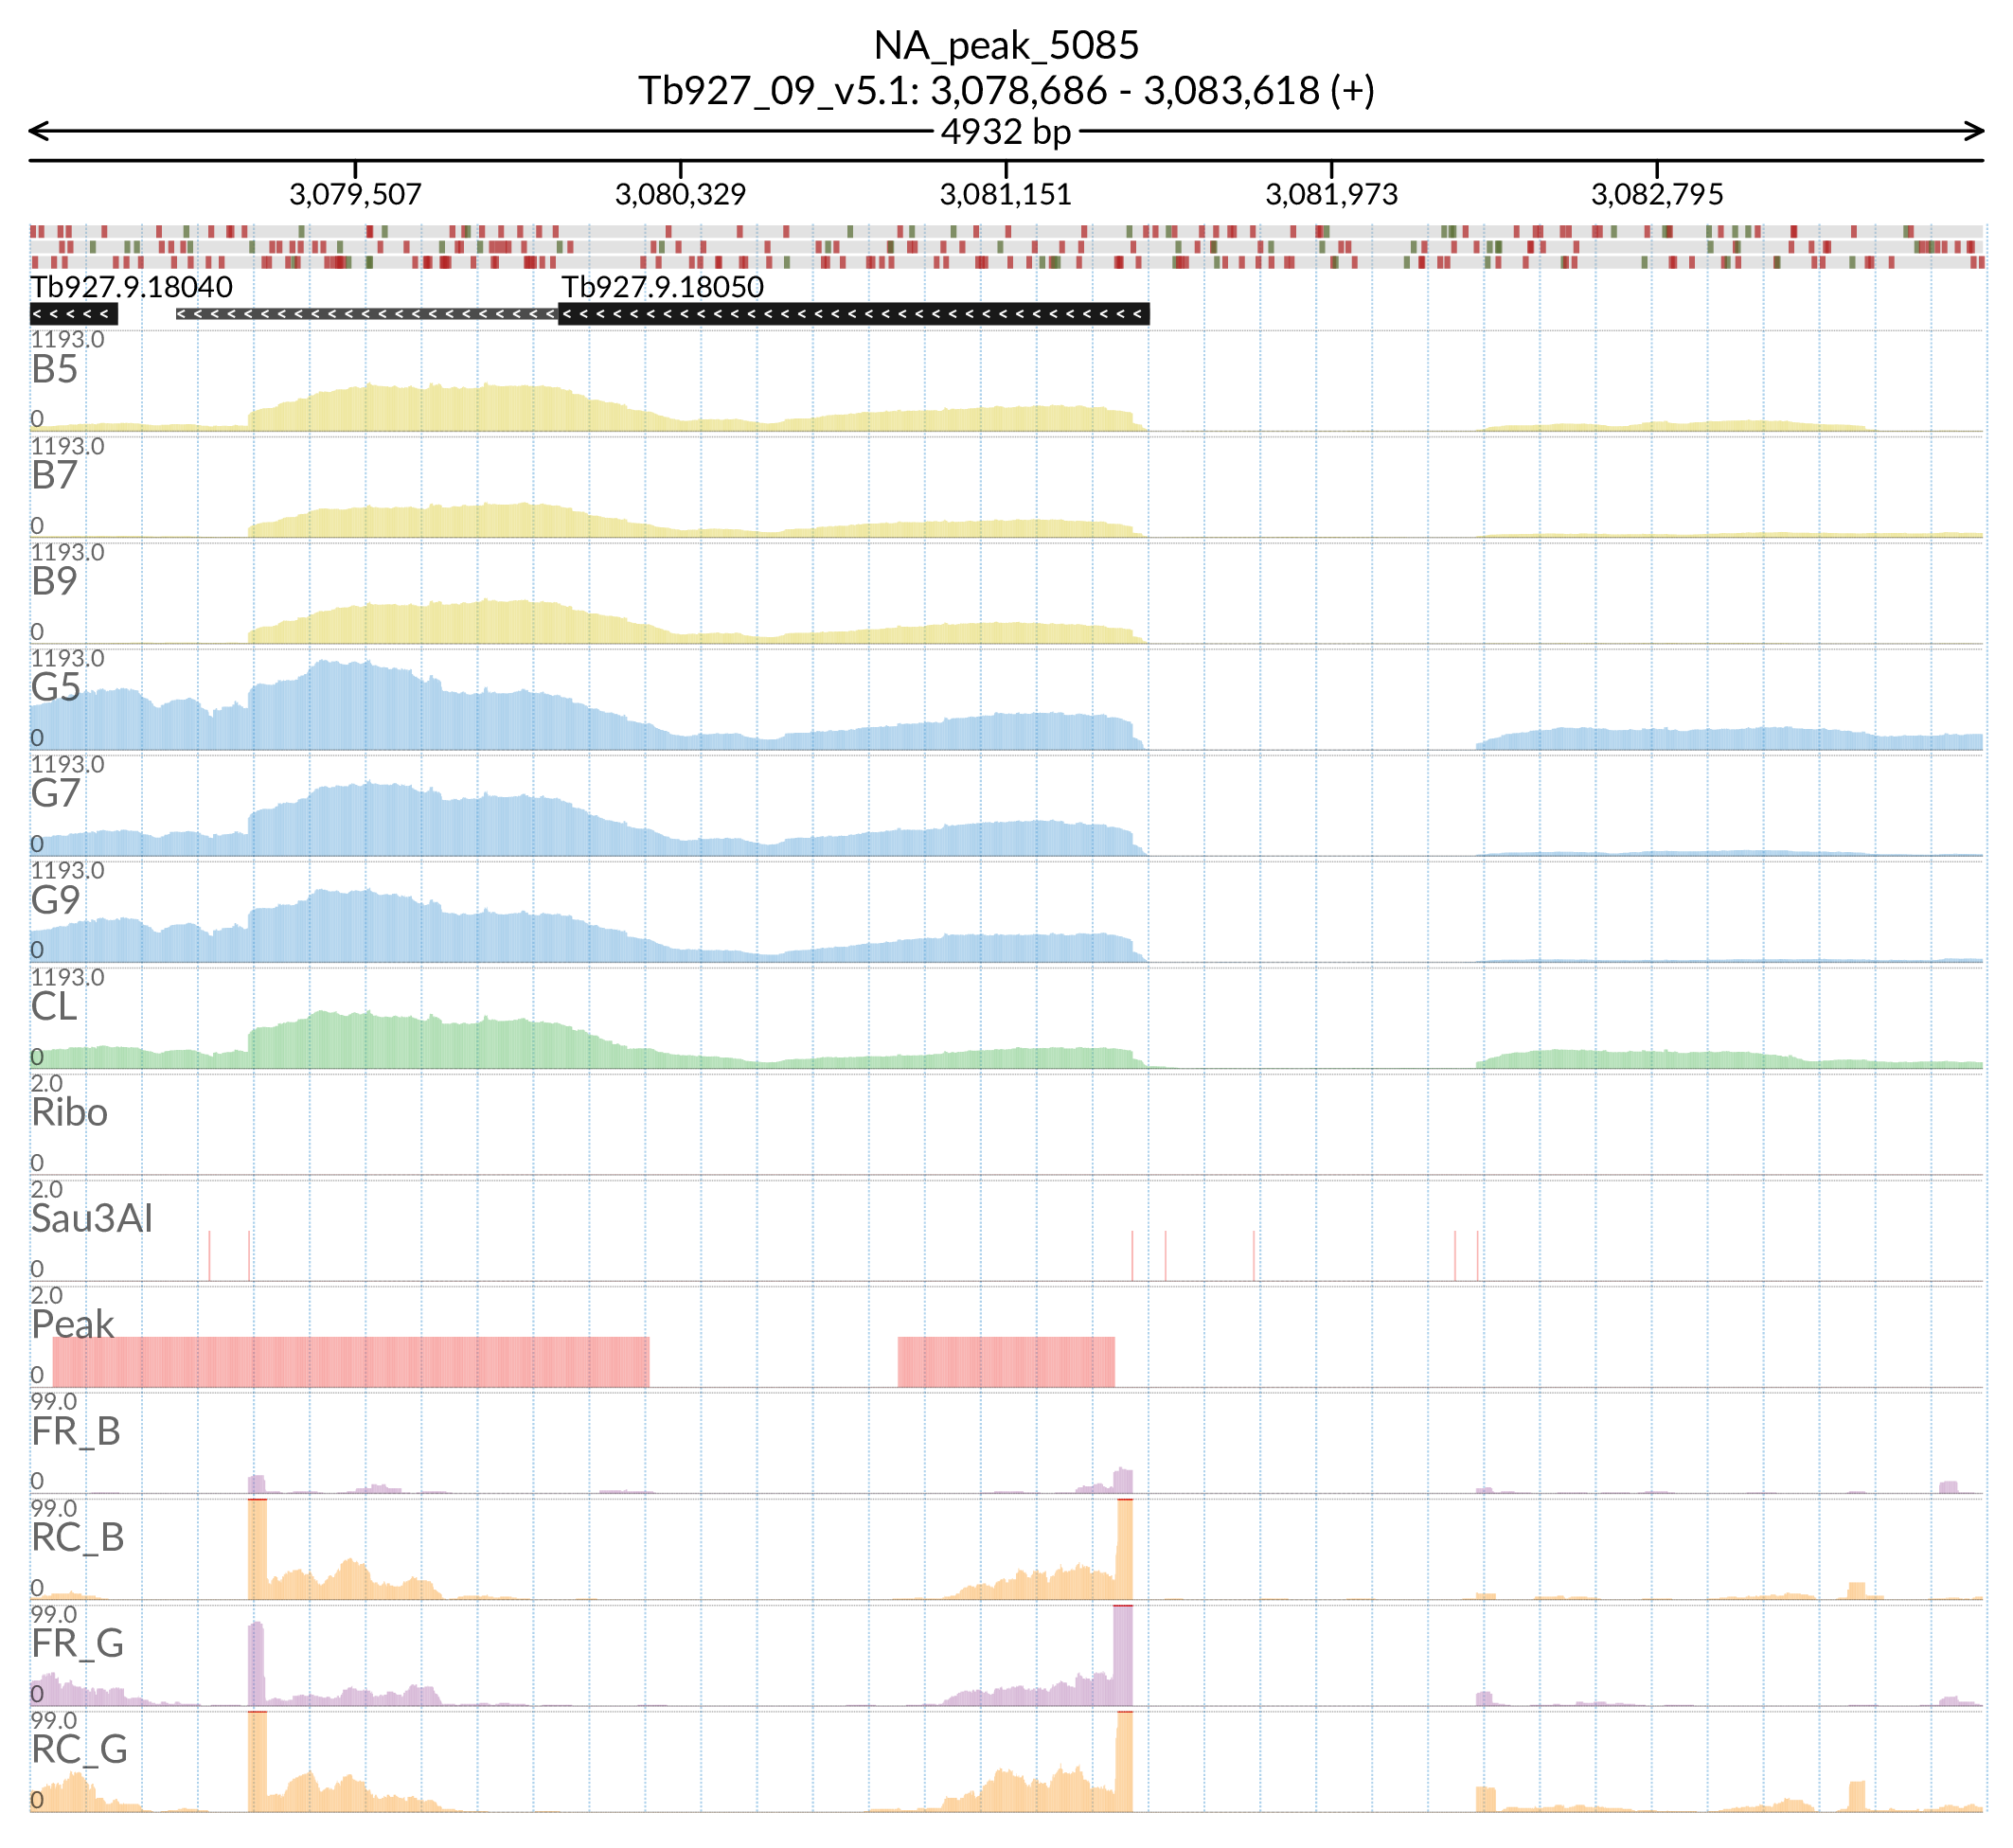 NA_peak_5085
Tb927_09_v5.1: 3,078,686 - 3,083,618 (+)
4932 bp
3,079,507 3,080,329 3,081,151 3,081,973 3,082,795
Tb927.9.18040 Tb927.9.18050
1193.0
B5
0
1193.0
B7
0
1193.0
B9
0
1193.0
G5
0
1193.0
G7
0
1193.0
G9
0
1193.0
CL
0
2.0
Ribo
0
2.0
Sau3AI
0
2.0
Peak
0
99.0
FR_B
0
99.0
RC_B
0
99.0
FR_G
0
99.0
RC_G
0